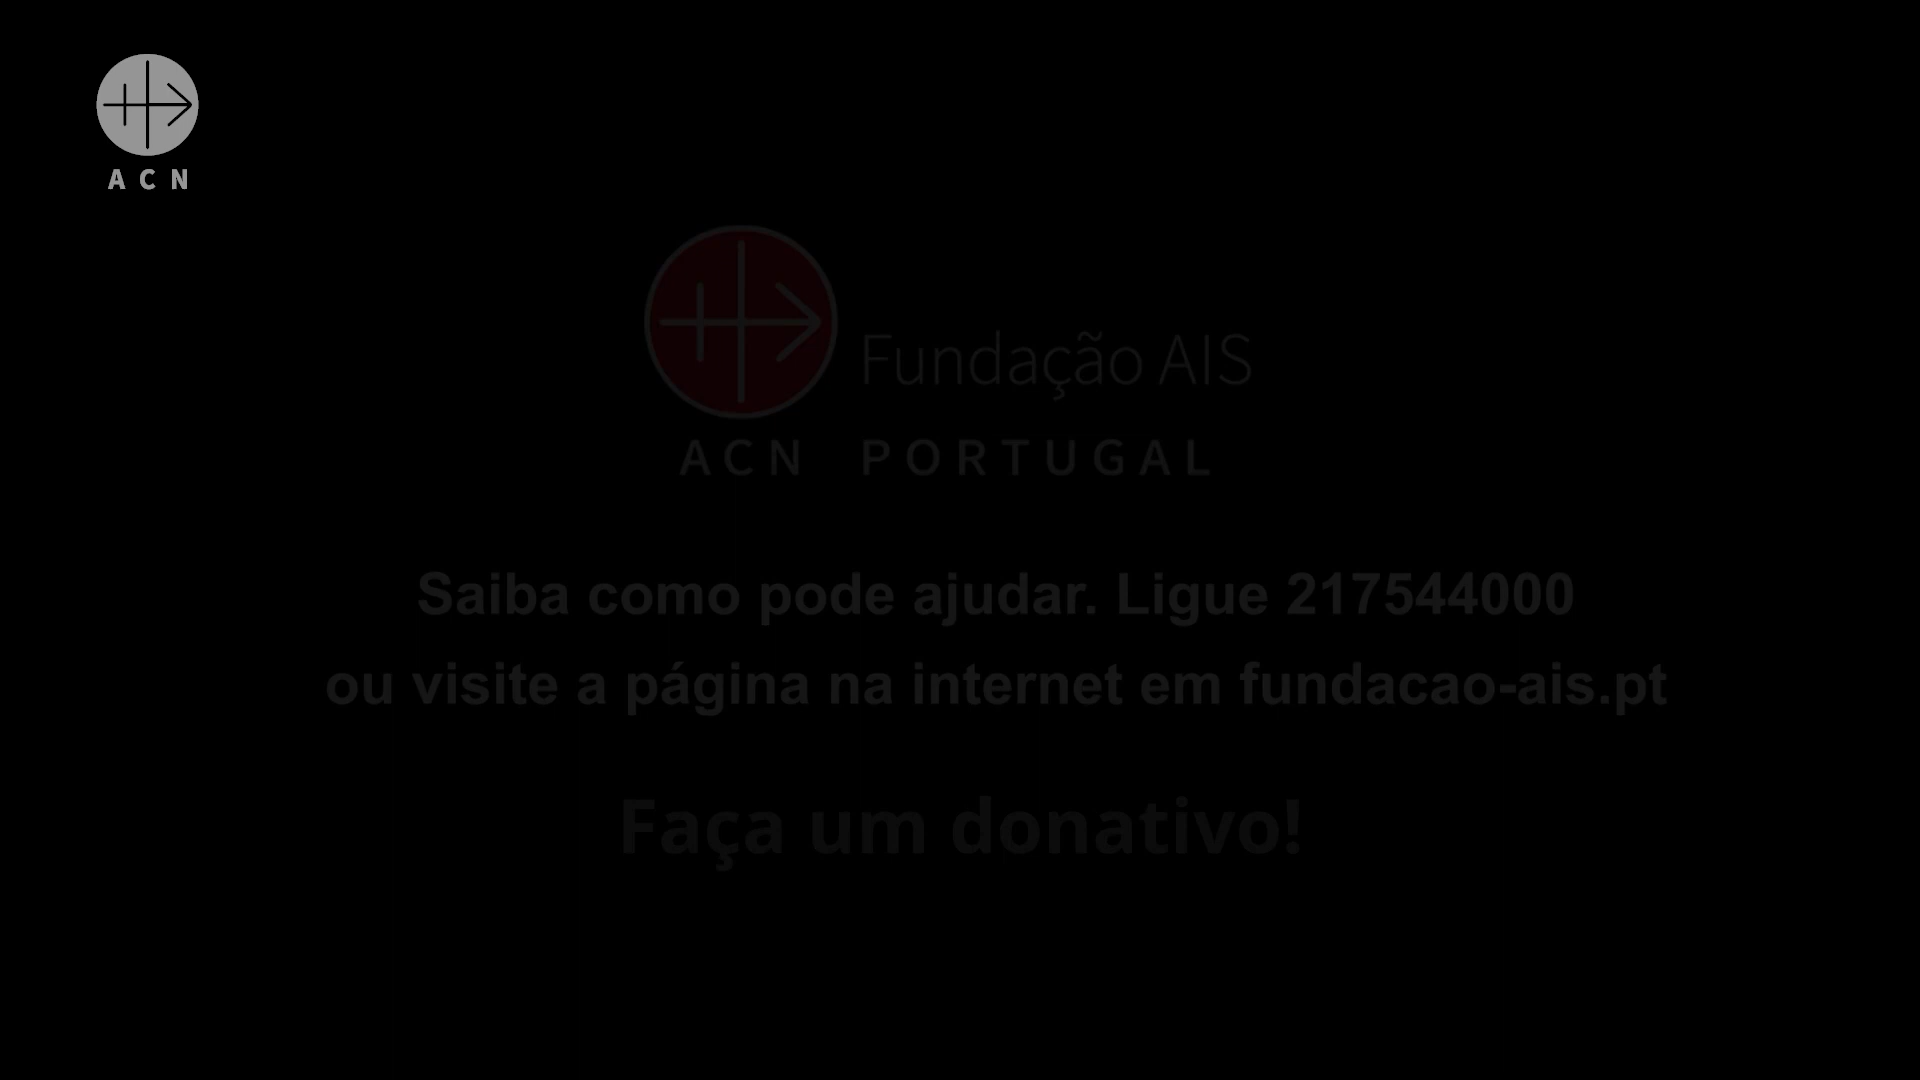 ACN
Fundação AIS
ACN PORTUGAL
Saiba como pode ajudar. Ligue 217544000
ou visite a página na internet em fundacao-ais.pt
Faça um donativo!